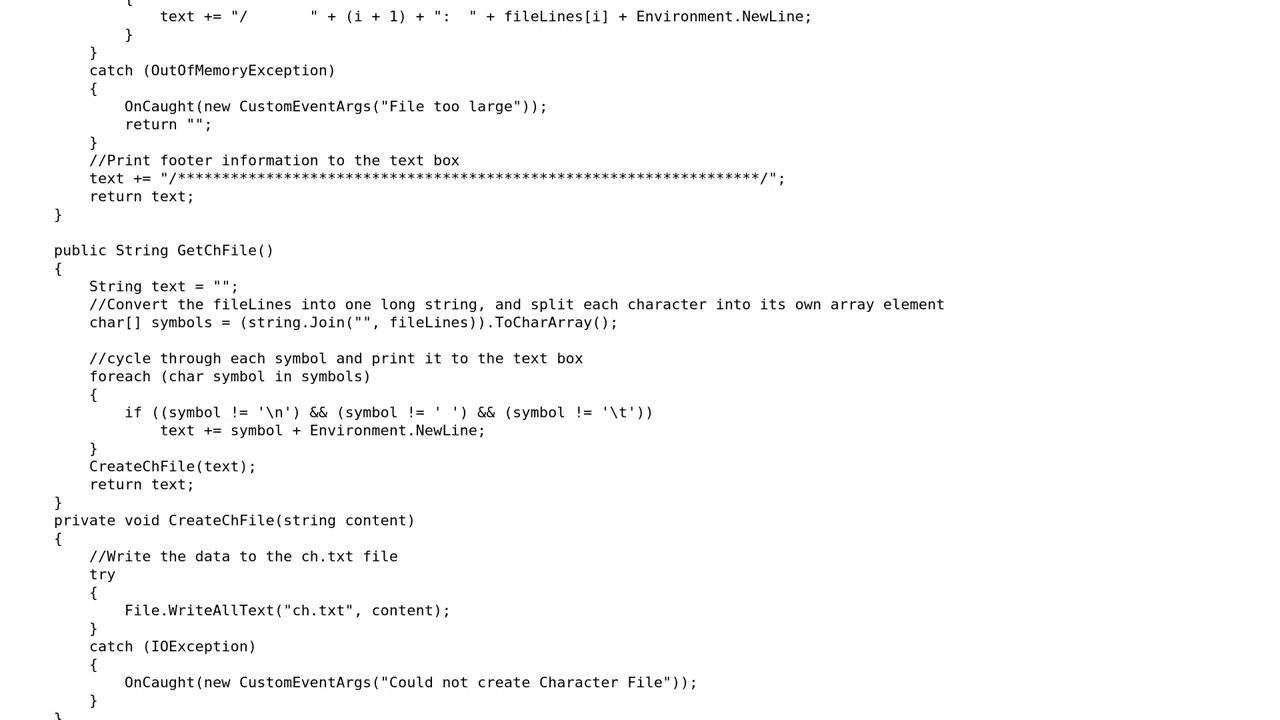 {
text += "/       " + (i + 1) + ":  " + fileLines[i] + Environment.NewLine;
}
}
catch (OutOfMemoryException)
{
OnCaught(new CustomEventArgs("File too large"));
return "";
}
//Print footer information to the text box
text += "/******************************************************************/";
return text;
}
public String GetChFile()
{
String text = "";
//Convert the fileLines into one long string, and split each character into its own array element
char[] symbols = (string.Join("", fileLines)).ToCharArray();
//cycle through each symbol and print it to the text box
foreach (char symbol in symbols)
{
if ((symbol != '\n') && (symbol != ' ') && (symbol != '\t'))
text += symbol + Environment.NewLine;
}
CreateChFile(text);
return text;
}
private void CreateChFile(string content)
{
//Write the data to the ch.txt file
try
{
File.WriteAllText("ch.txt", content);
}
catch (IOException)
{
OnCaught(new CustomEventArgs("Could not create Character File"));
}
}